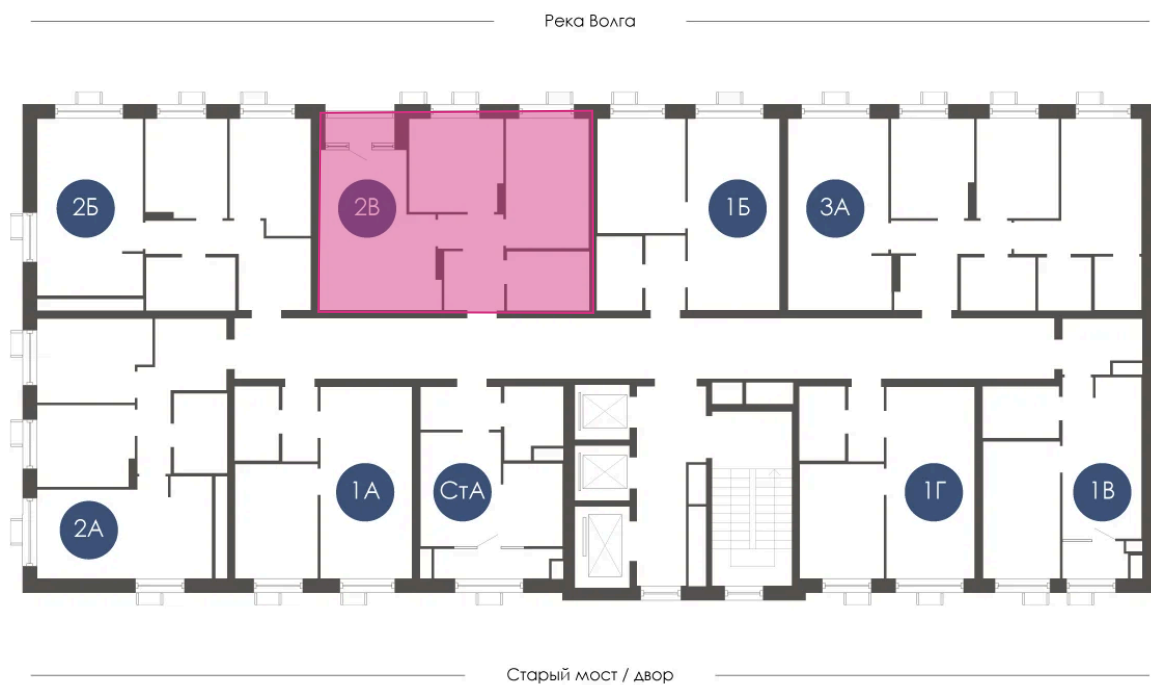 Река Волга
2Б
2В
1Б
3А
2А
1А
СтА
1Г
1В
Старый мост / двор